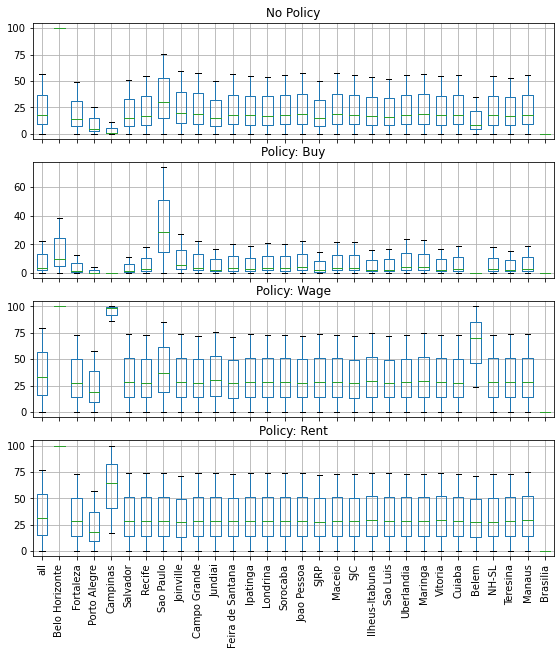 No Policy
100
75
50
25
0
Policy: Buy
60
40
20
0
Policy: Wage
100
75
50
25
0
Policy: Rent
100
75
50
25
0
all
Belo Horizonte
Fortaleza
Porto Alegre
Campinas
Salvador
Recife
Sao Paulo
Joinville
Campo Grande
Jundiai
Feira de Santana
Ipatinga
Londrina
Sorocaba
Joao Pessoa
SJRP
Maceio
SJC
Ilheus-Itabuna
Sao Luis
Uberlandia
Maringa
Vitoria
Cuiaba
Belem
NH-SL
Teresina
Manaus
Brasilia